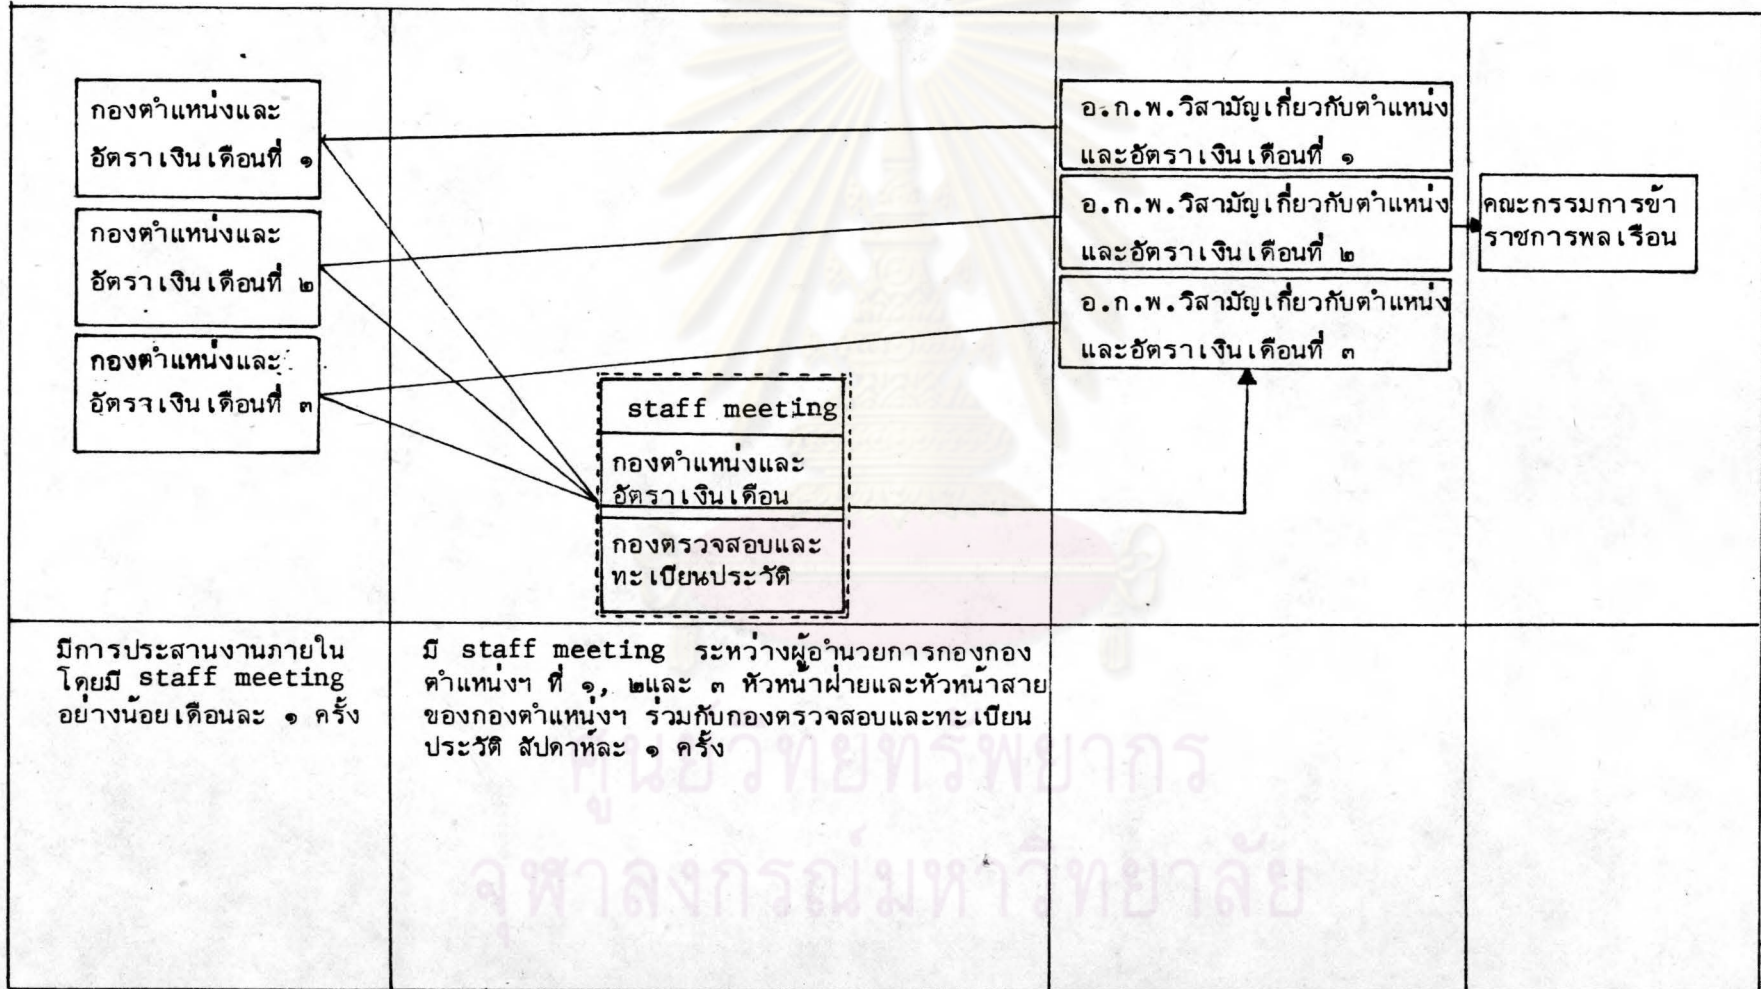 กองตำแหน่งและ
อัตราเงินเดือนที่ ๑
กองตำแหน่งและ
อัตราเงินเดือนที่ ๒
กองตำแหน่งและ
อัตราเงินเดือนที่ ๓
staff meeting
กองตำแหน่งและ
อัตราเงินเดือน
กองตรวจสอบและ
ทะเบียนประวัติ
อ.ก.พ.วิสามัญเกี่ยวกับตำแหน่ง
และอัตราเงินเดือนที่ ๑
อ.ก.พ.วิสามัญเกี่ยวกับตำแหน่ง
และอัตราเงินเดือนที่ ๒
อ.ก.พ.วิสามัญเกี่ยวกับตำแหน่ง
และอัตราเงินเดือนที่ ๓
คณะกรรมการข้า
ราชการพลเรือน
มีการประสานงานภายใน
โดยมี staff meeting
อย่างน้อยเดือนละ ๑ ครั้ง
มี staff meeting ระหว่างผู้อำนวยการกองกอง
ตำแหน่งฯ ที่ ๑, ๒และ ๓ หัวหน้าฝ่ายและหัวหน้าสาย
ของกองตำแหน่งฯ ร่วมกับกองตรวจสอบและทะเบียน
ประวัติ สัปดาห์ละ ๑ ครั้ง
ศูนย์วิทยทรัพยากร
จุฬาลงกรณ์มหาวิทยาลัย